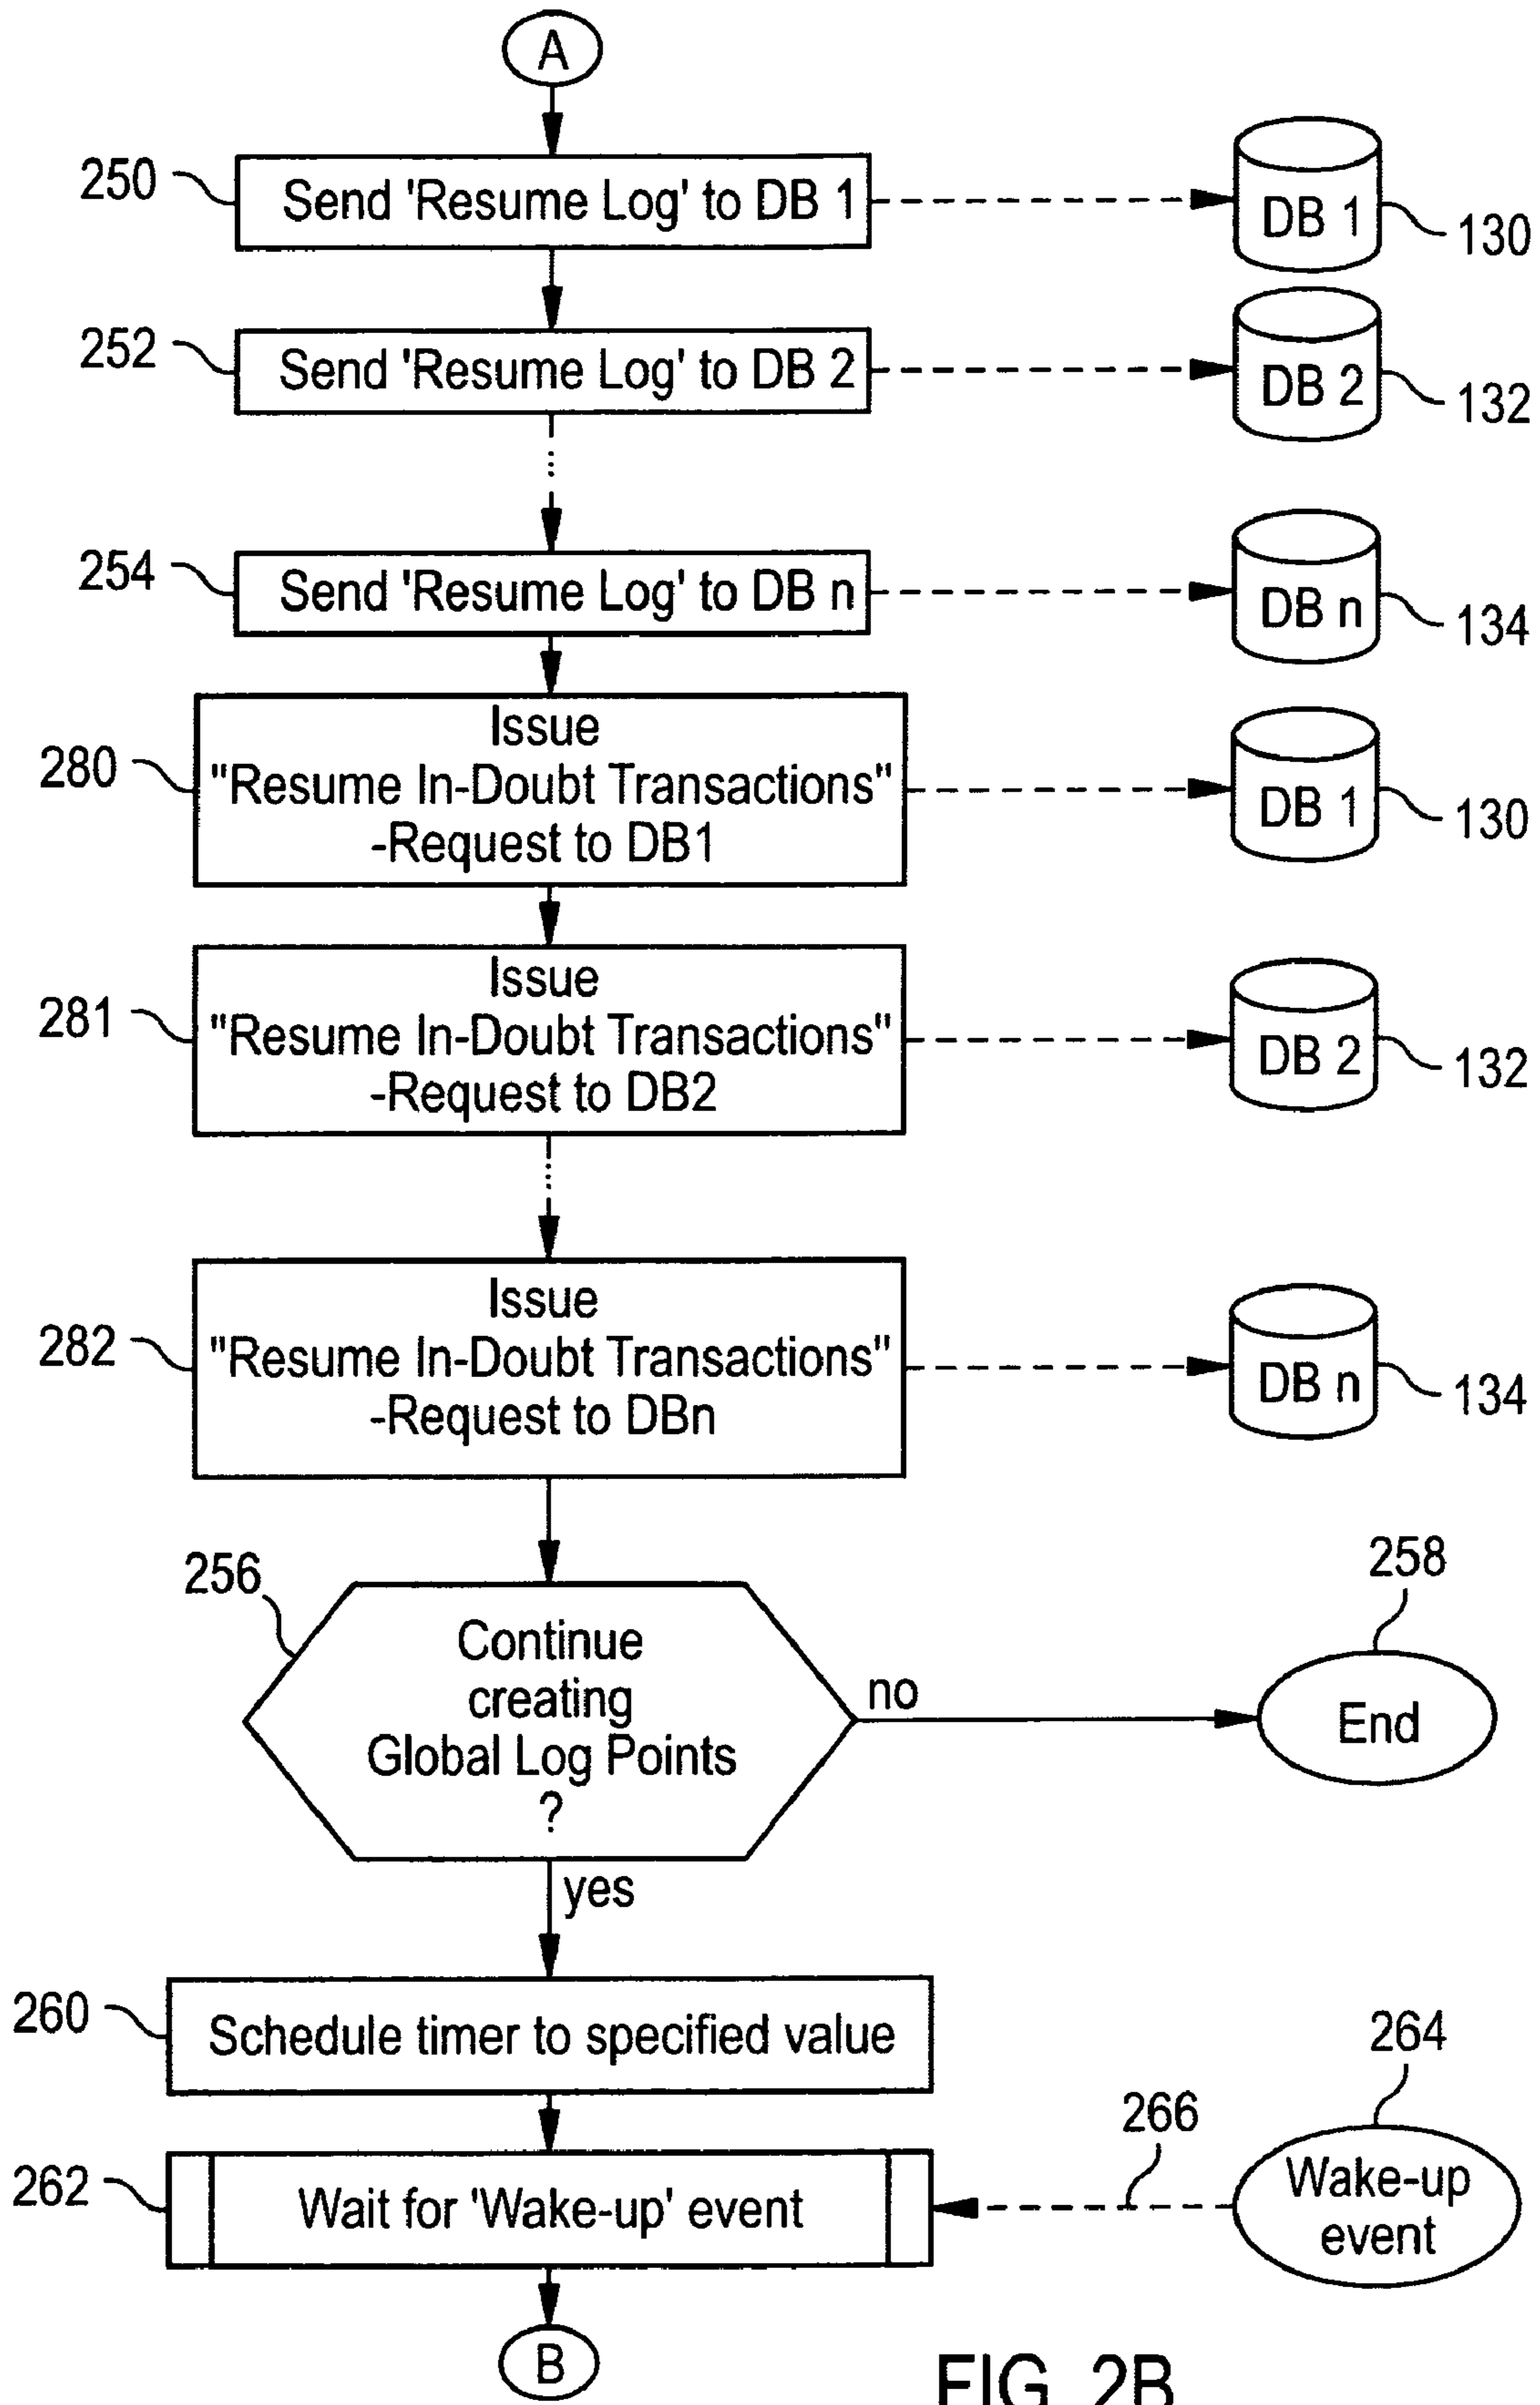 A
250
Send 'Resume Log' to DB 1
DB 1
130
252
Send 'Resume Log' to DB 2
DB 2
132
254
Send 'Resume Log' to DB n
DB n
134
280
Issue
"Resume In-Doubt Transactions"
-Request to DB1
DB 1
130
281
Issue
"Resume In-Doubt Transactions"
-Request to DB2
DB 2
132
282
Issue
"Resume In-Doubt Transactions"
-Request to DBn
DB n
134
256
Continue
creating
Global Log Points
?
no
258
End
yes
260
Schedule timer to specified value
262
Wait for 'Wake-up' event
266
264
Wake-up
event
B
FIG. 2B